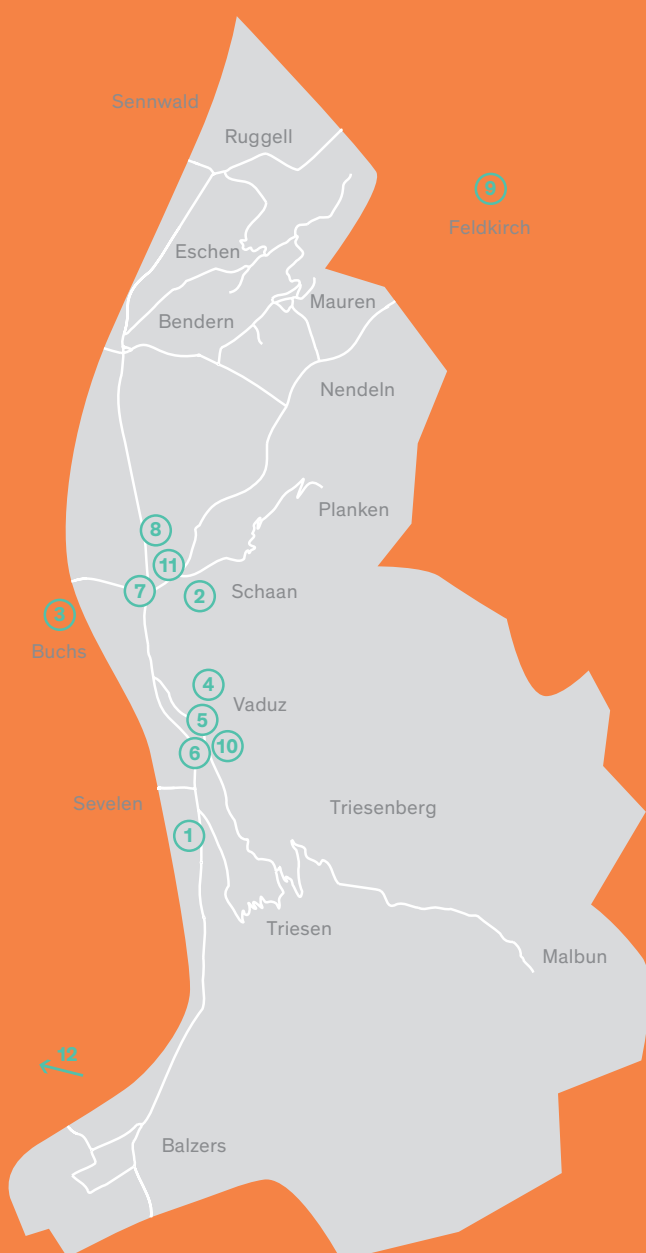 Sennwald
Ruggell
9
Feldkirch
Eschen
Mauren
Bendern
Nendeln
Planken
8
11
7
2
Schaan
3
Buchs
4
Vaduz
5
10
6
Sevelen
Triesenberg
1
Triesen
Malbun
12
Balzers